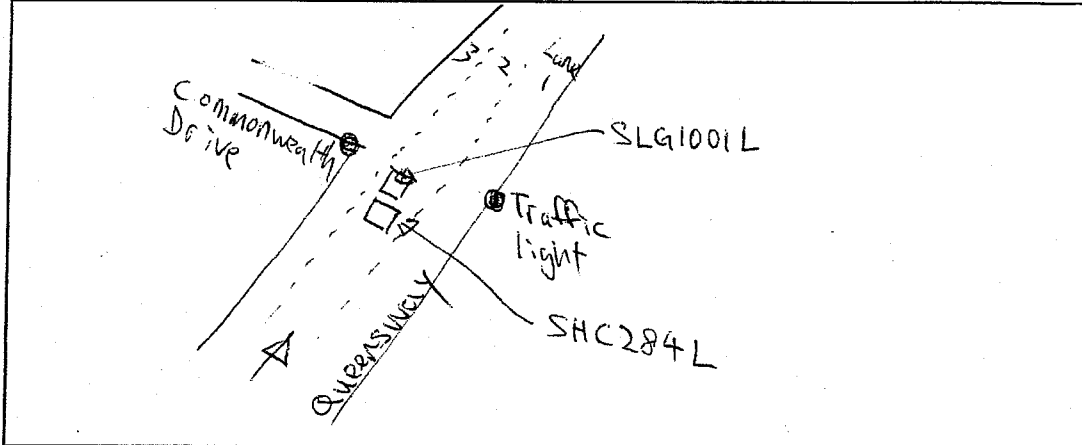 3 2 Lane 1
Commonwealth
Drive
SLG1001L
Traffic
light
SHC284L
Queensway